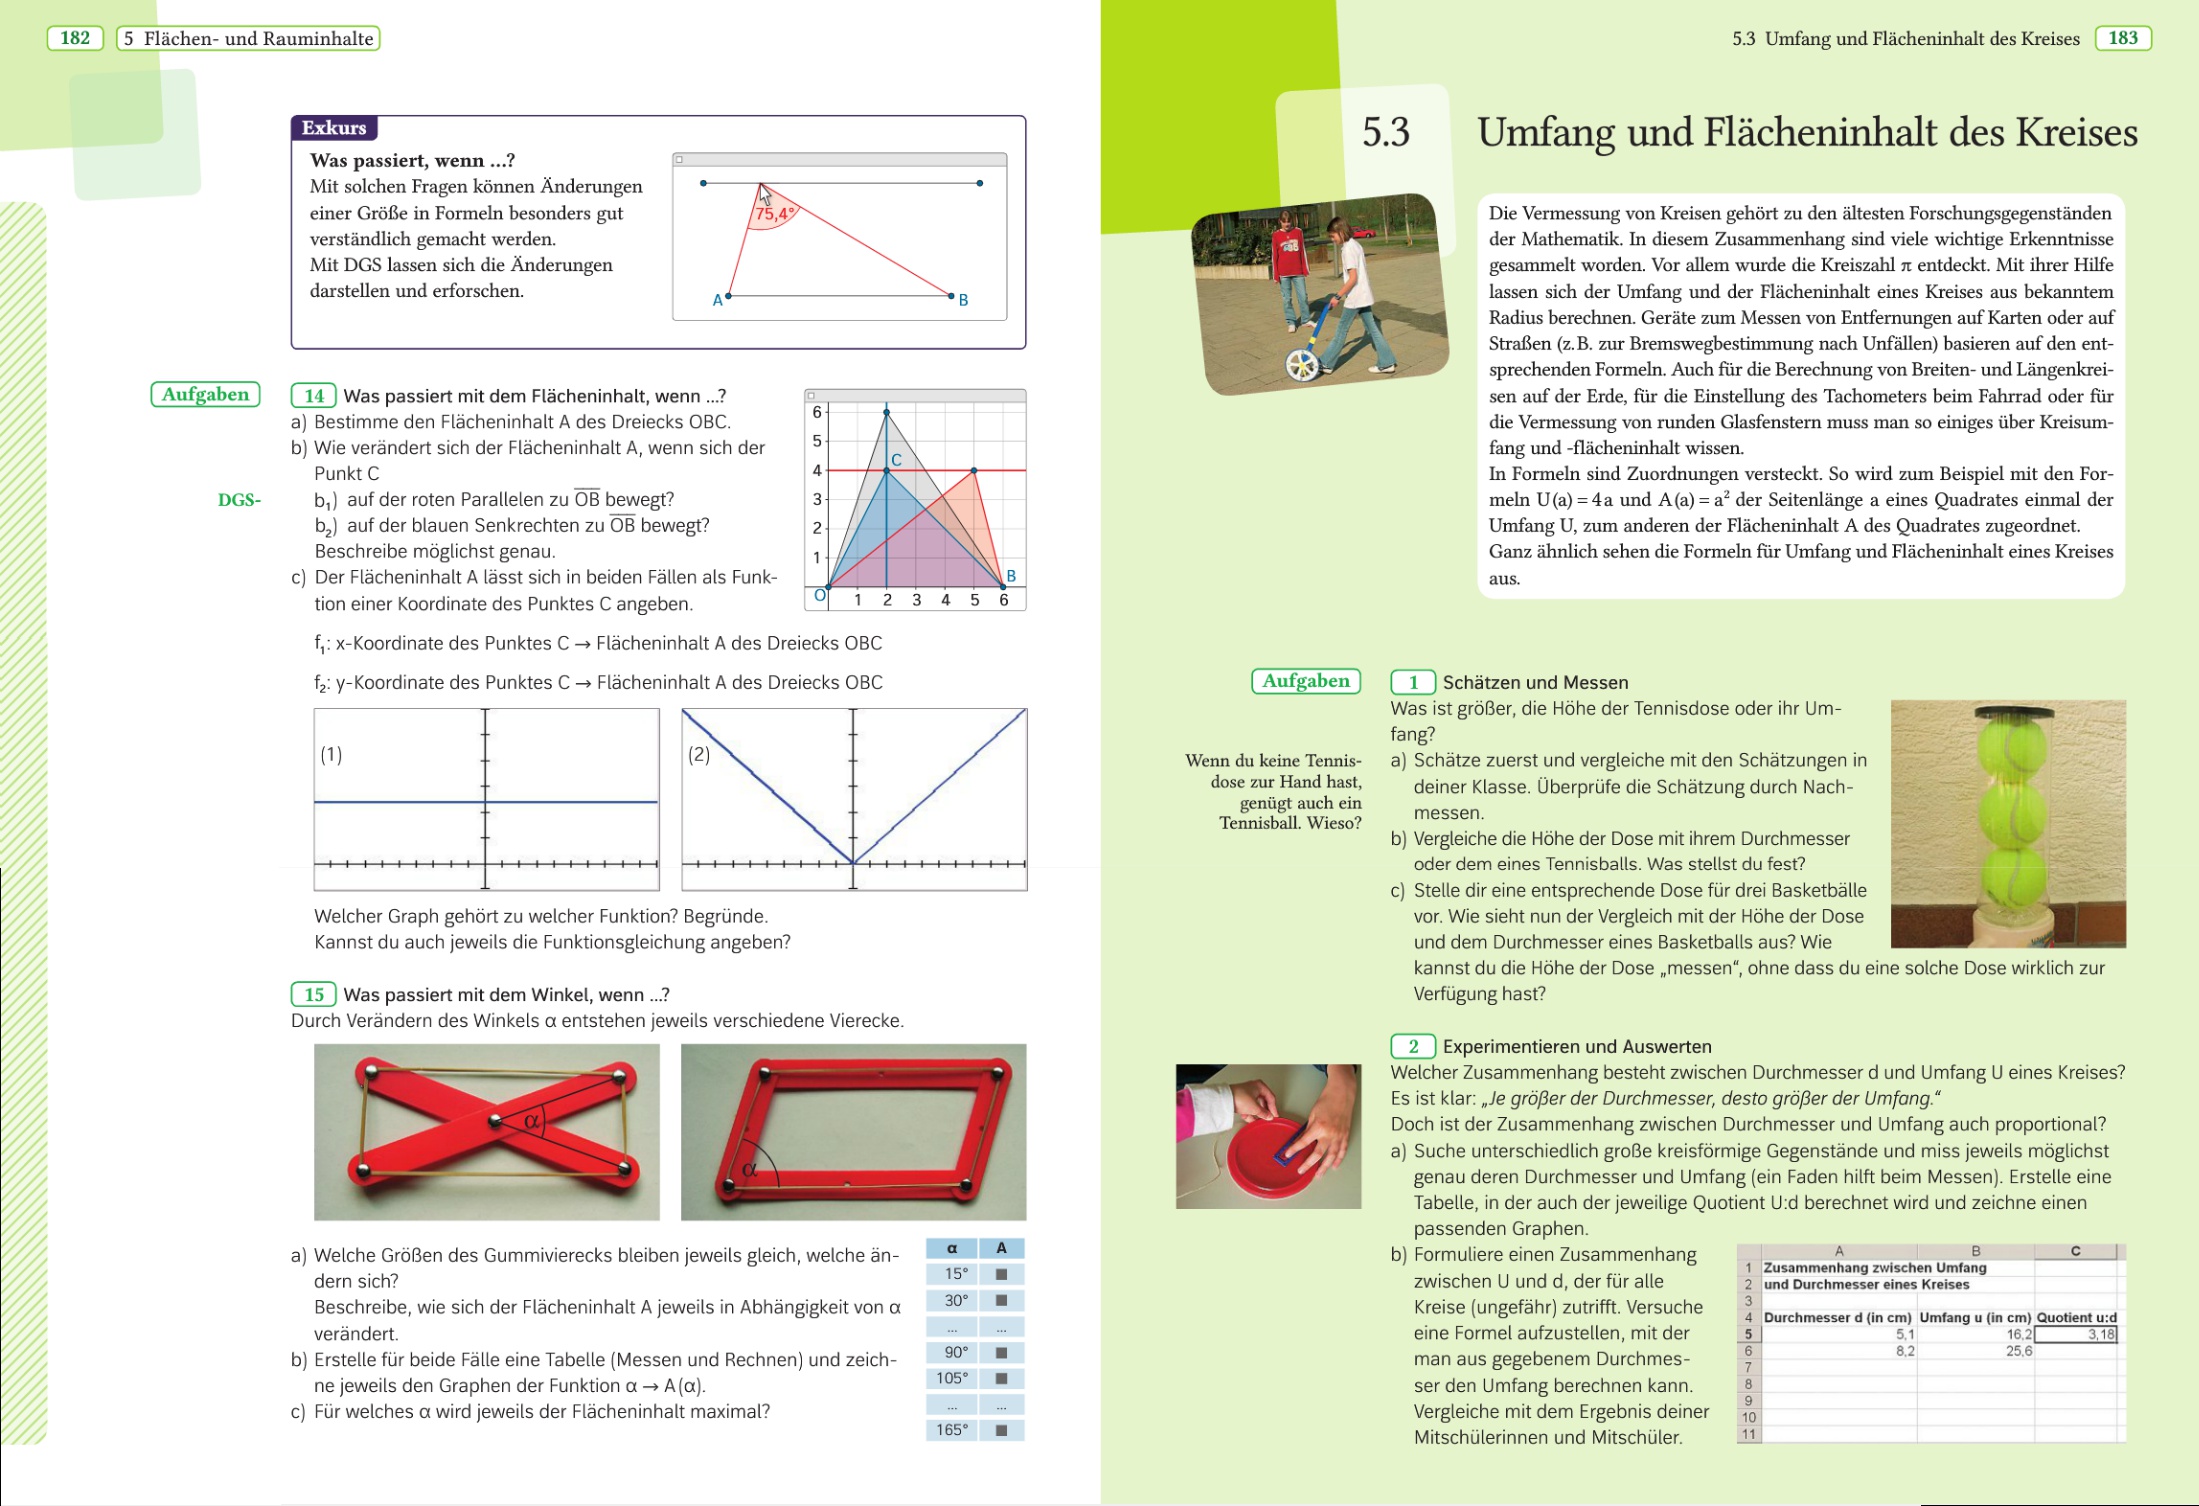 182
5 Flächen- und Rauminhalte
Exkurs
Was passiert, wenn …?
Mit solchen Fragen können Änderungen
einer Größe in Formeln besonders gut
verständlich gemacht werden.
Mit DGS lassen sich die Änderungen
darstellen und erforschen.
75,4°
A
B
Aufgaben
14 Was passiert mit dem Flächeninhalt, wenn …?
a) Bestimme den Flächeninhalt A des Dreiecks OBC.
b) Wie verändert sich der Flächeninhalt A, wenn sich der
Punkt C
DGS-
b₁) auf der roten Parallelen zu O̅B̅ bewegt?
b₂) auf der blauen Senkrechten zu O̅B̅ bewegt?
Beschreibe möglichst genau.
c) Der Flächeninhalt A lässt sich in beiden Fällen als Funk-
tion einer Koordinate des Punktes C angeben.
6
5
4
3
2
1
C
B
O
1 2 3 4 5 6
f₁: x-Koordinate des Punktes C → Flächeninhalt A des Dreiecks OBC
f₂: y-Koordinate des Punktes C → Flächeninhalt A des Dreiecks OBC
(1)
(2)
Welcher Graph gehört zu welcher Funktion? Begründe.
Kannst du auch jeweils die Funktionsgleichung angeben?
15 Was passiert mit dem Winkel, wenn …?
Durch Verändern des Winkels α entstehen jeweils verschiedene Vierecke.
α
α
a) Welche Größen des Gummivierecks bleiben jeweils gleich, welche än-
dern sich?
Beschreibe, wie sich der Flächeninhalt A jeweils in Abhängigkeit von α
verändert.
b) Erstelle für beide Fälle eine Tabelle (Messen und Rechnen) und zeich-
ne jeweils den Graphen der Funktion α → A(α).
c) Für welches α wird jeweils der Flächeninhalt maximal?
α A
15° ■
30° ■
... ...
90° ■
105° ■
... ...
165° ■
5.3 Umfang und Flächeninhalt des Kreises
183
5.3 Umfang und Flächeninhalt des Kreises
Die Vermessung von Kreisen gehört zu den ältesten Forschungsgegenständen
der Mathematik. In diesem Zusammenhang sind viele wichtige Erkenntnisse
gesammelt worden. Vor allem wurde die Kreiszahl π entdeckt. Mit ihrer Hilfe
lassen sich der Umfang und der Flächeninhalt eines Kreises aus bekanntem
Radius berechnen. Geräte zum Messen von Entfernungen auf Karten oder auf
Straßen (z.B. zur Bremswegbestimmung nach Unfällen) basieren auf den ent-
sprechenden Formeln. Auch für die Berechnung von Breiten- und Längenkrei-
sen auf der Erde, für die Einstellung des Tachometers beim Fahrrad oder für
die Vermessung von runden Glasfenstern muss man so einiges über Kreisum-
fang und -flächeninhalt wissen.
In Formeln sind Zuordnungen versteckt. So wird zum Beispiel mit den For-
meln U(a) = 4a und A(a) = a² der Seitenlänge a eines Quadrates einmal der
Umfang U, zum anderen der Flächeninhalt A des Quadrates zugeordnet.
Ganz ähnlich sehen die Formeln für Umfang und Flächeninhalt eines Kreises
aus.
Aufgaben
1 Schätzen und Messen
Was ist größer, die Höhe der Tennisdose oder ihr Um-
fang?
a) Schätze zuerst und vergleiche mit den Schätzungen in
deiner Klasse. Überprüfe die Schätzung durch Nach-
messen.
b) Vergleiche die Höhe der Dose mit ihrem Durchmesser
oder dem eines Tennisballs. Was stellst du fest?
c) Stelle dir eine entsprechende Dose für drei Basketbälle
vor. Wie sieht nun der Vergleich mit der Höhe der Dose
und dem Durchmesser eines Basketballs aus? Wie
kannst du die Höhe der Dose „messen“, ohne dass du eine solche Dose wirklich zur
Verfügung hast?
Wenn du keine Tennis-
dose zur Hand hast,
genügt auch ein
Tennisball. Wieso?
2 Experimentieren und Auswerten
Welcher Zusammenhang besteht zwischen Durchmesser d und Umfang U eines Kreises?
Es ist klar: „Je größer der Durchmesser, desto größer der Umfang.“
Doch ist der Zusammenhang zwischen Durchmesser und Umfang auch proportional?
a) Suche unterschiedlich große kreisförmige Gegenstände und miss jeweils möglichst
genau deren Durchmesser und Umfang (ein Faden hilft beim Messen). Erstelle eine
Tabelle, in der auch der jeweilige Quotient U:d berechnet wird und zeichne einen
passenden Graphen.
b) Formuliere einen Zusammenhang
zwischen U und d, der für alle
Kreise (ungefähr) zutrifft. Versuche
eine Formel aufzustellen, mit der
man aus gegebenem Durchmes-
ser den Umfang berechnen kann.
Vergleiche mit dem Ergebnis deiner
Mitschülerinnen und Mitschüler.
A B C
1 Zusammenhang zwischen Umfang
2 und Durchmesser eines Kreises
3
4 Durchmesser d (in cm) Umfang u (in cm) Quotient u:d
5 5,1 16,2 3,18
6 8,2 25,6
7
8
9
10
11